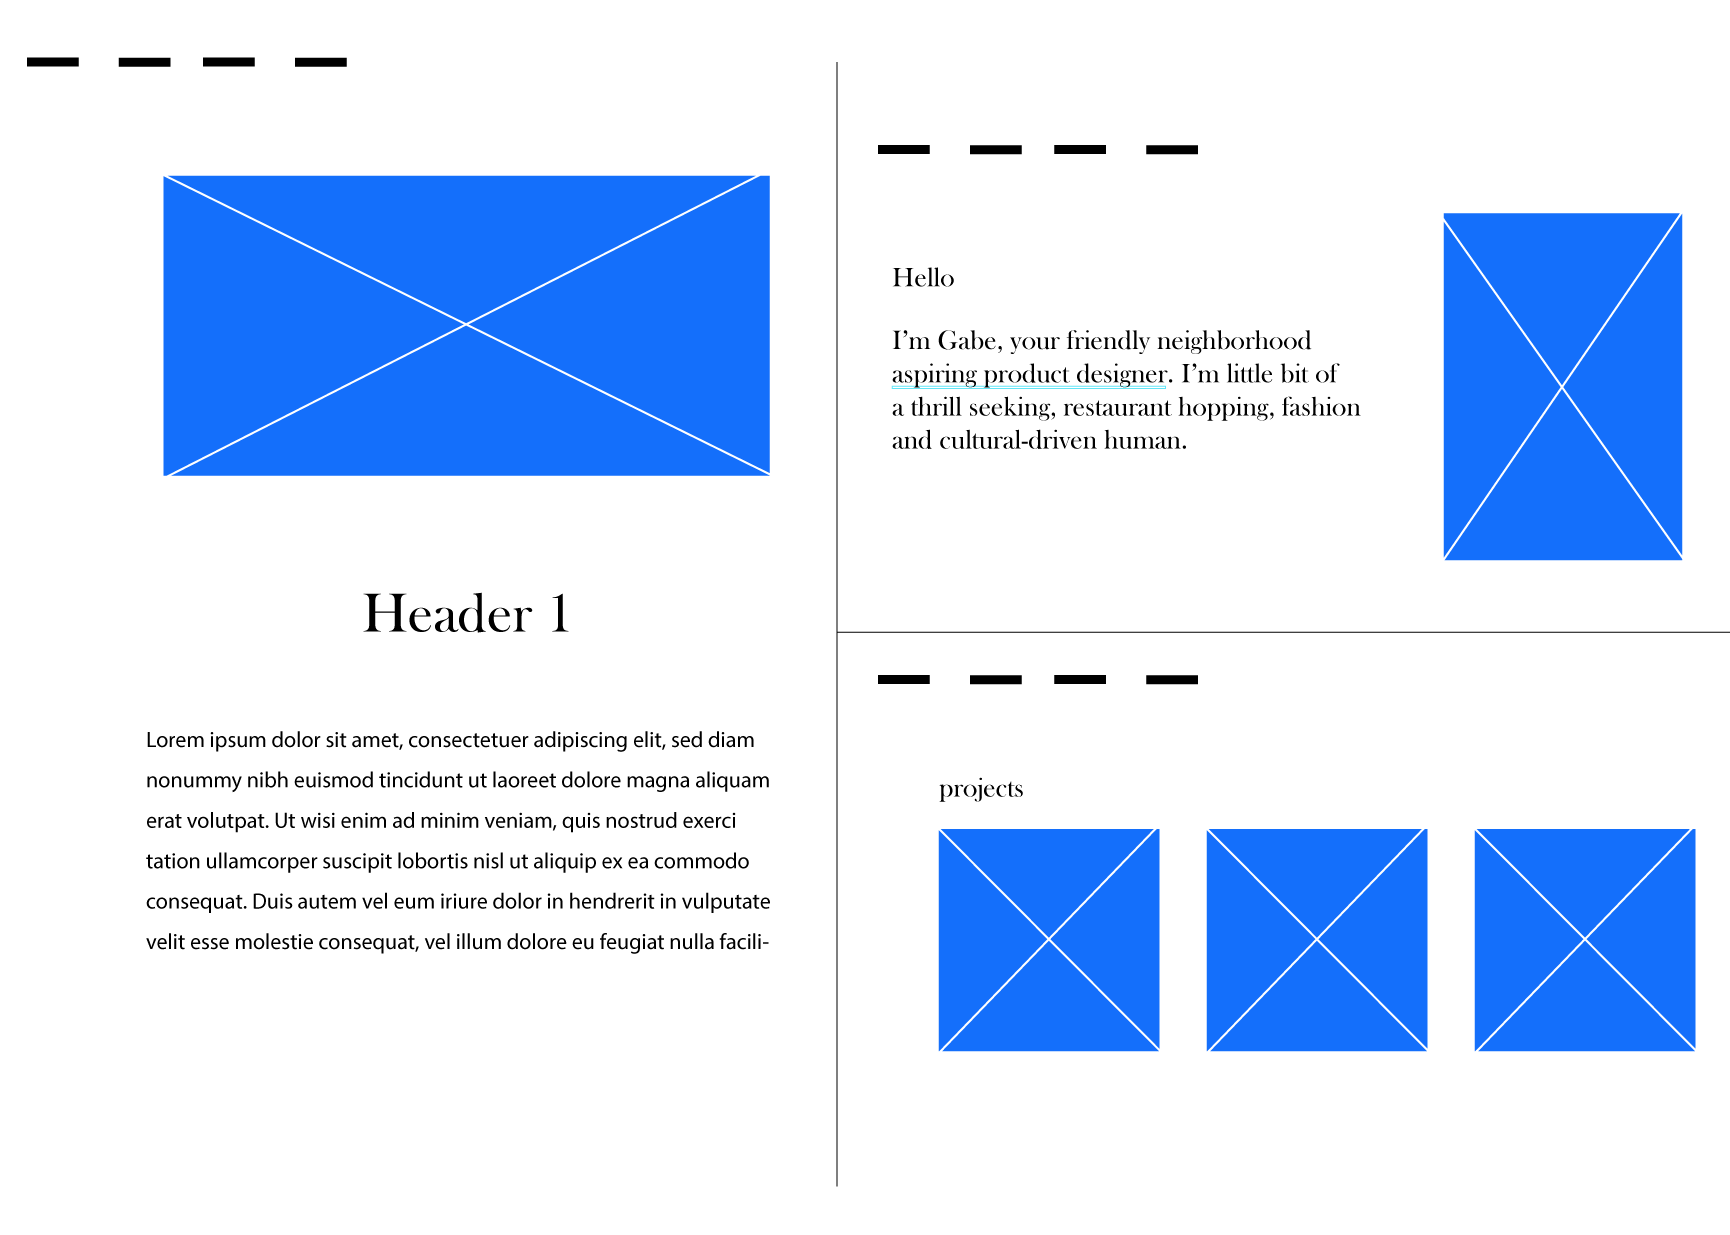 Header 1
Lorem ipsum dolor sit amet, consectetuer adipiscing elit, sed diam
nonummy nibh euismod tincidunt ut laoreet dolore magna aliquam
erat volutpat. Ut wisi enim ad minim veniam, quis nostrud exerci
tation ullamcorper suscipit lobortis nisl ut aliquip ex ea commodo
consequat. Duis autem vel eum iriure dolor in hendrerit in vulputate
velit esse molestie consequat, vel illum dolore eu feugiat nulla facili-
Hello
I’m Gabe, your friendly neighborhood
aspiring product designer. I’m little bit of
a thrill seeking, restaurant hopping, fashion
and cultural-driven human.
projects